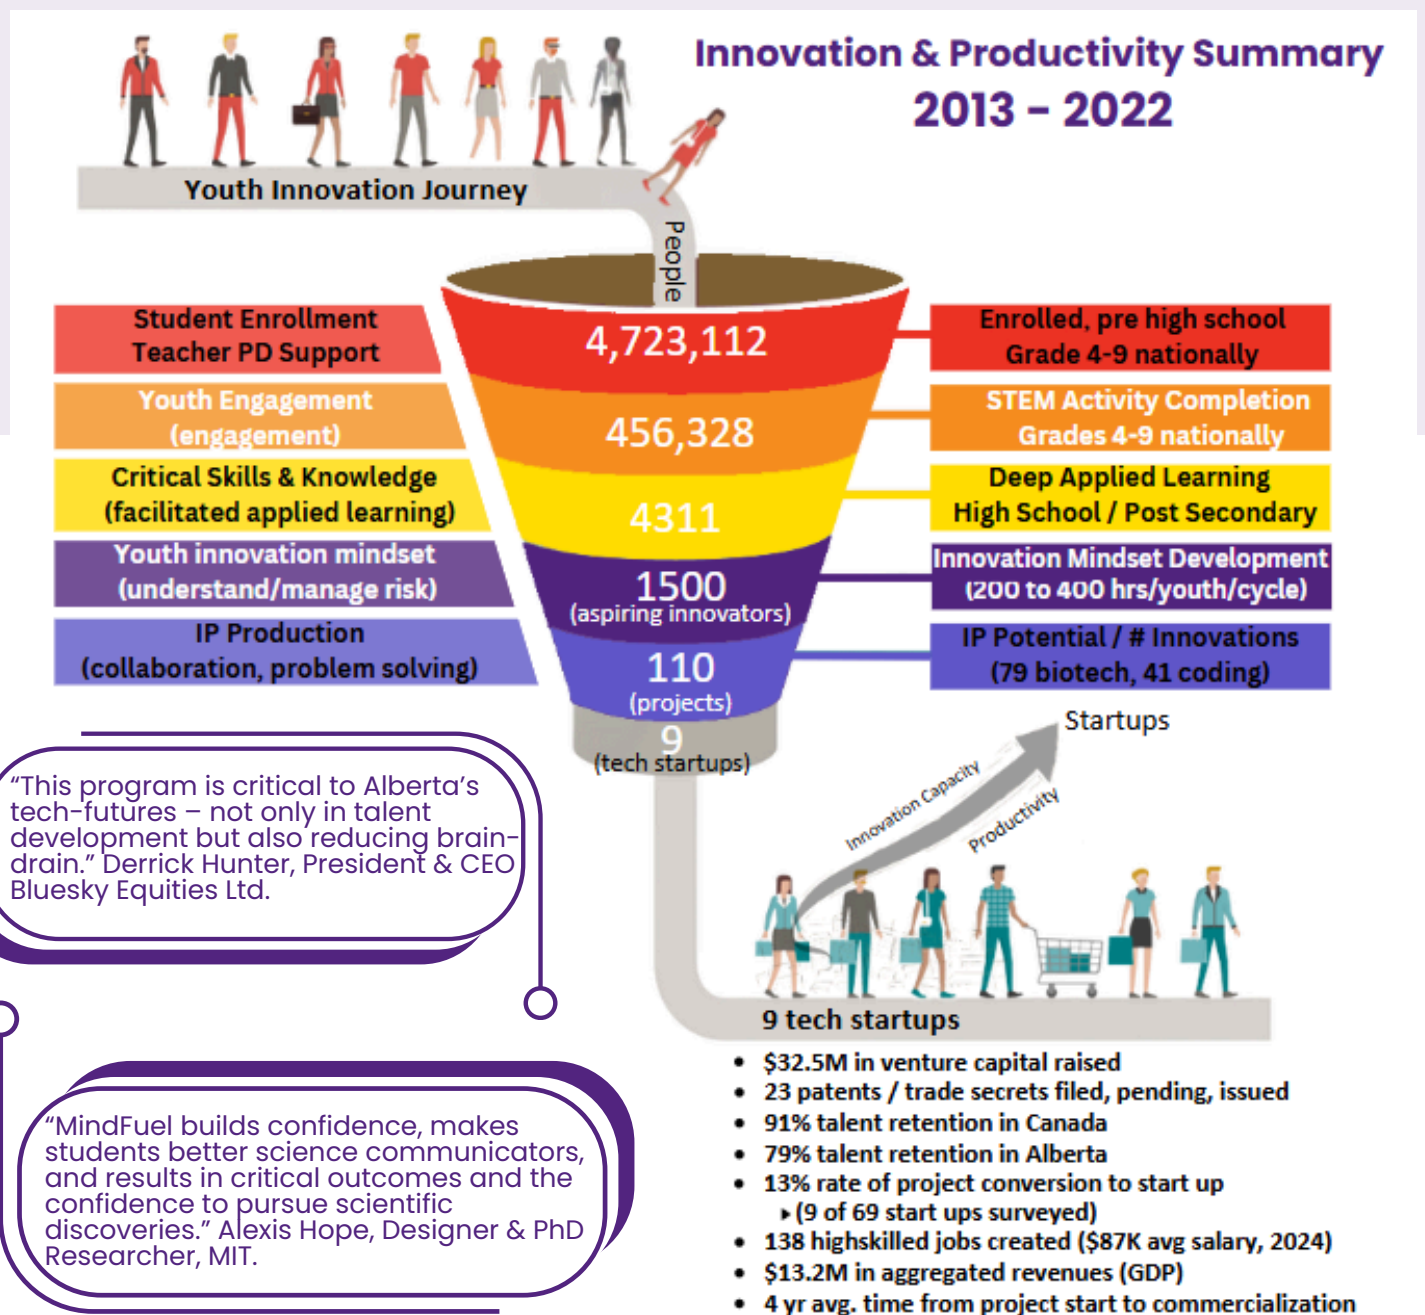 Innovation & Productivity Summary
2013 – 2022
Youth Innovation Journey
People
Student Enrollment
Teacher PD Support
4,723,112
Enrolled, pre high school
Grade 4-9 nationally
Youth Engagement
(engagement)
456,328
STEM Activity Completion
Grades 4-9 nationally
Critical Skills & Knowledge
(facilitated applied learning)
4311
Deep Applied Learning
High School / Post Secondary
Youth innovation mindset
(understand/manage risk)
1500
(aspiring innovators)
Innovation Mindset Development
(200 to 400 hrs/youth/cycle)
IP Production
(collaboration, problem solving)
110
(projects)
IP Potential / # Innovations
(79 biotech, 41 coding)
9
(tech startups)
Startups
Innovation Capacity
Productivity
“This program is critical to Alberta’s
tech-futures – not only in talent
development but also reducing brain-
drain.” Derrick Hunter, President & CEO
Bluesky Equities Ltd.
“MindFuel builds confidence, makes
students better science communicators,
and results in critical outcomes and the
confidence to pursue scientific
discoveries.” Alexis Hope, Designer & PhD
Researcher, MIT.
9 tech startups
• $32.5M in venture capital raised
• 23 patents / trade secrets filed, pending, issued
• 91% talent retention in Canada
• 79% talent retention in Alberta
• 13% rate of project conversion to start up
▸(9 of 69 start ups surveyed)
• 138 highskilled jobs created ($87K avg salary, 2024)
• $13.2M in aggregated revenues (GDP)
• 4 yr avg. time from project start to commercialization